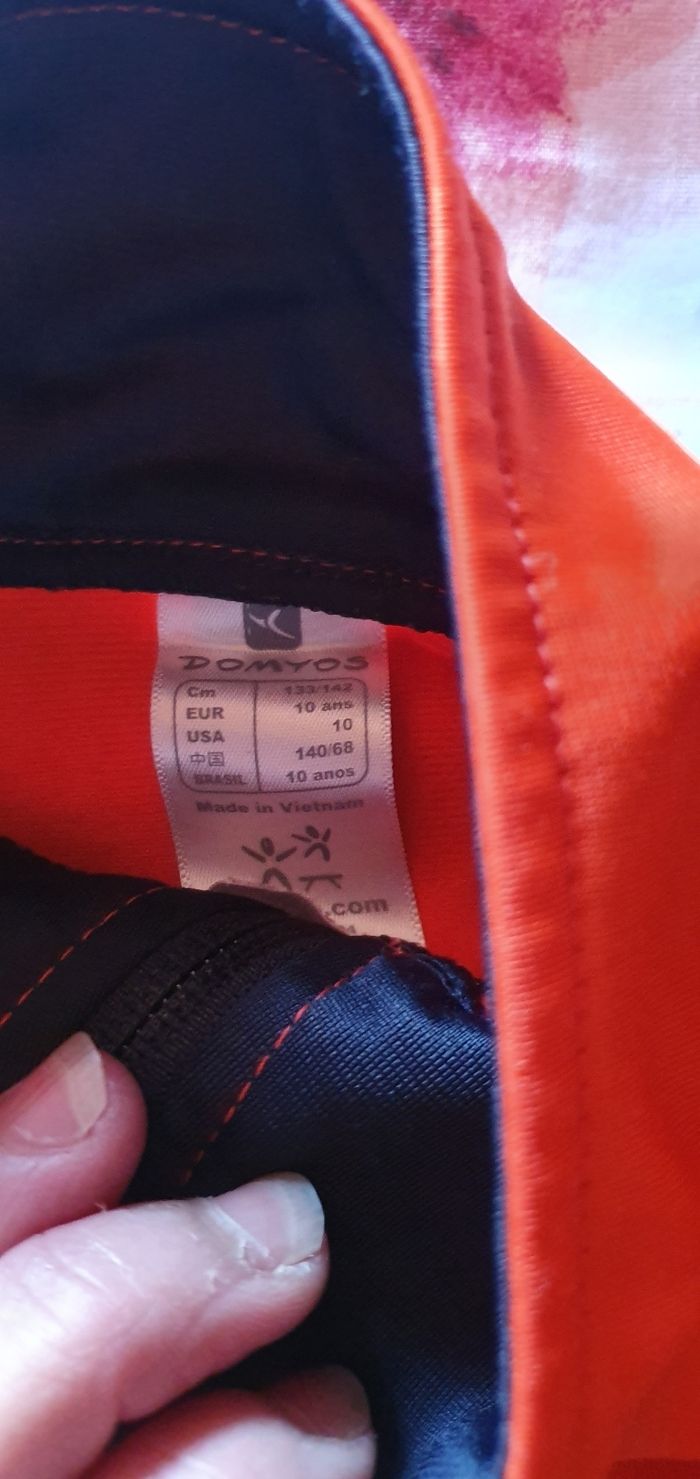 DOMYOS
Cm 133/142
EUR 10 ans
USA 10
中国 140/68
BRASIL 10 anos
Made in Vietnam
.com